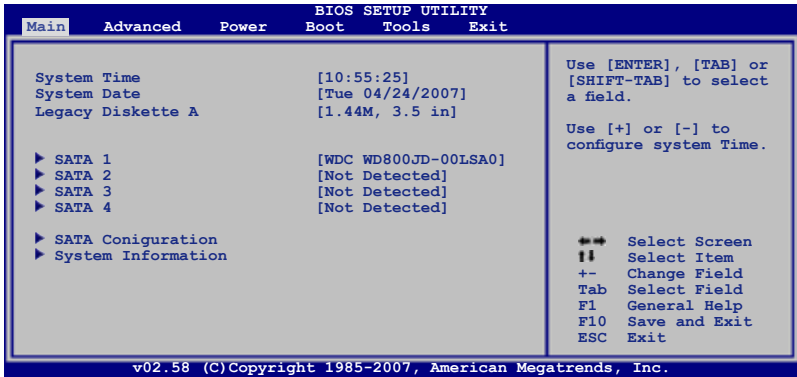 BIOS SETUP UTILITY
Main Advanced Power Boot Tools Exit
System Time [10:55:25]
System Date [Tue 04/24/2007]
Legacy Diskette A [1.44M, 3.5 in]
SATA 1 [WDC WD800JD-00LSA0]
SATA 2 [Not Detected]
SATA 3 [Not Detected]
SATA 4 [Not Detected]
SATA Coniguration
System Information
Use [ENTER], [TAB] or
[SHIFT-TAB] to select
a field.
Use [+] or [-] to
configure system Time.
Select Screen
Select Item
+- Change Field
Tab Select Field
F1 General Help
F10 Save and Exit
ESC Exit
v02.58 (C)Copyright 1985-2007, American Megatrends, Inc.